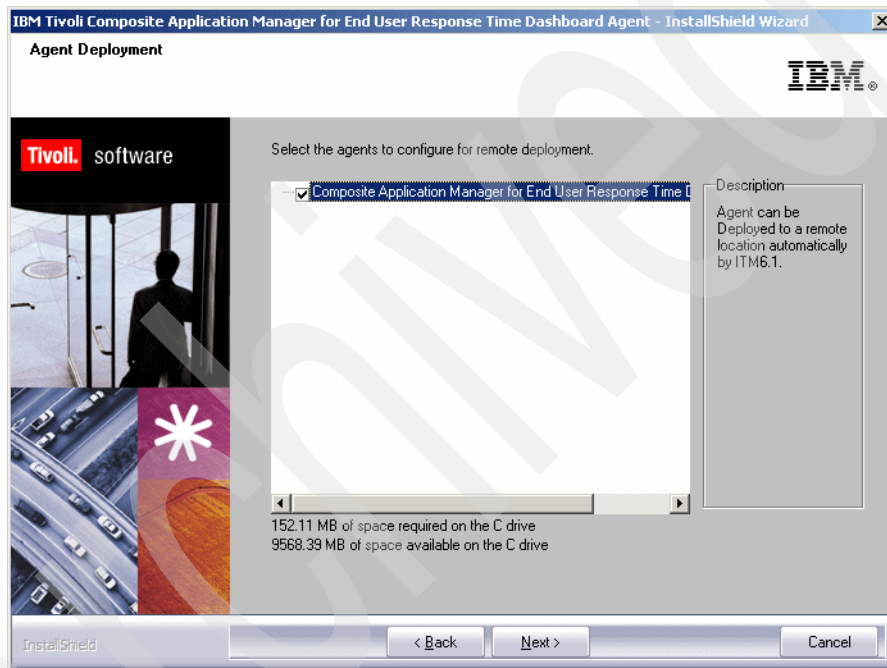 IBM Tivoli Composite Application Manager for End User Response Time Dashboard Agent - InstallShield Wizard
Agent Deployment
IBM®
Tivoli. software
Select the agents to configure for remote deployment.
Composite Application Manager for End User Response Time D
Description
Agent can be
Deployed to a remote
location automatically
by ITM6.1.
152.11 MB of space required on the C drive
9568.39 MB of space available on the C drive
InstallShield
< Back
Next >
Cancel